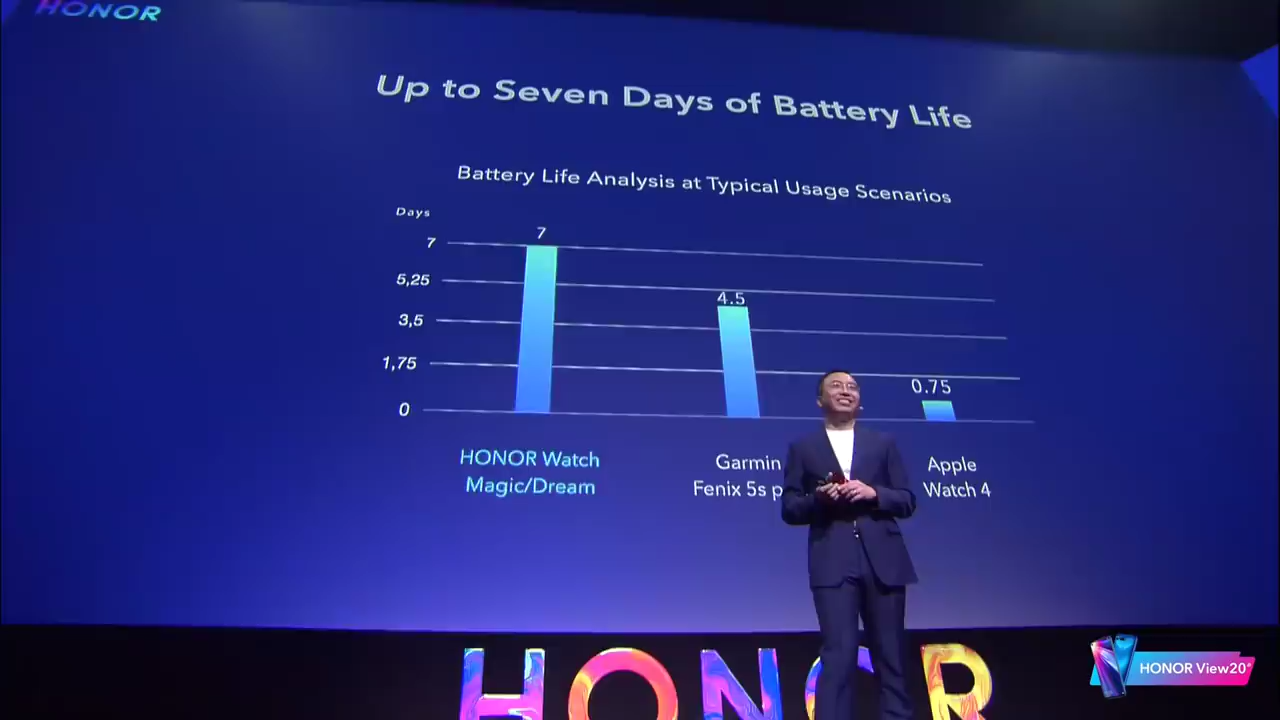 HONOR
Up to Seven Days of Battery Life
Battery Life Analysis at Typical Usage Scenarios
Days
7
5,25
3,5
1,75
0
7
4.5
0.75
HONOR Watch
Magic/Dream
Garmin
Fenix 5s
Apple
Watch 4
HONOR
HONOR View20